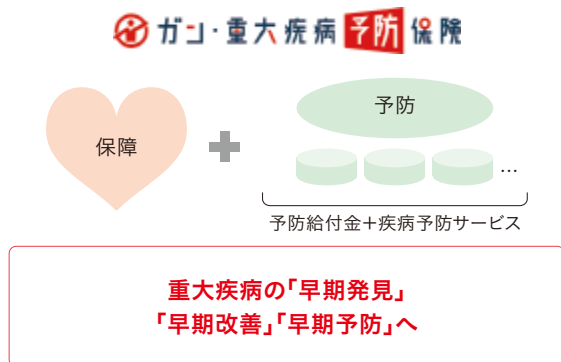 ガン・重大疾病予防保険
保障
予防
…
予防給付金＋疾病予防サービス
重大疾病の「早期発見」
「早期改善」「早期予防」へ